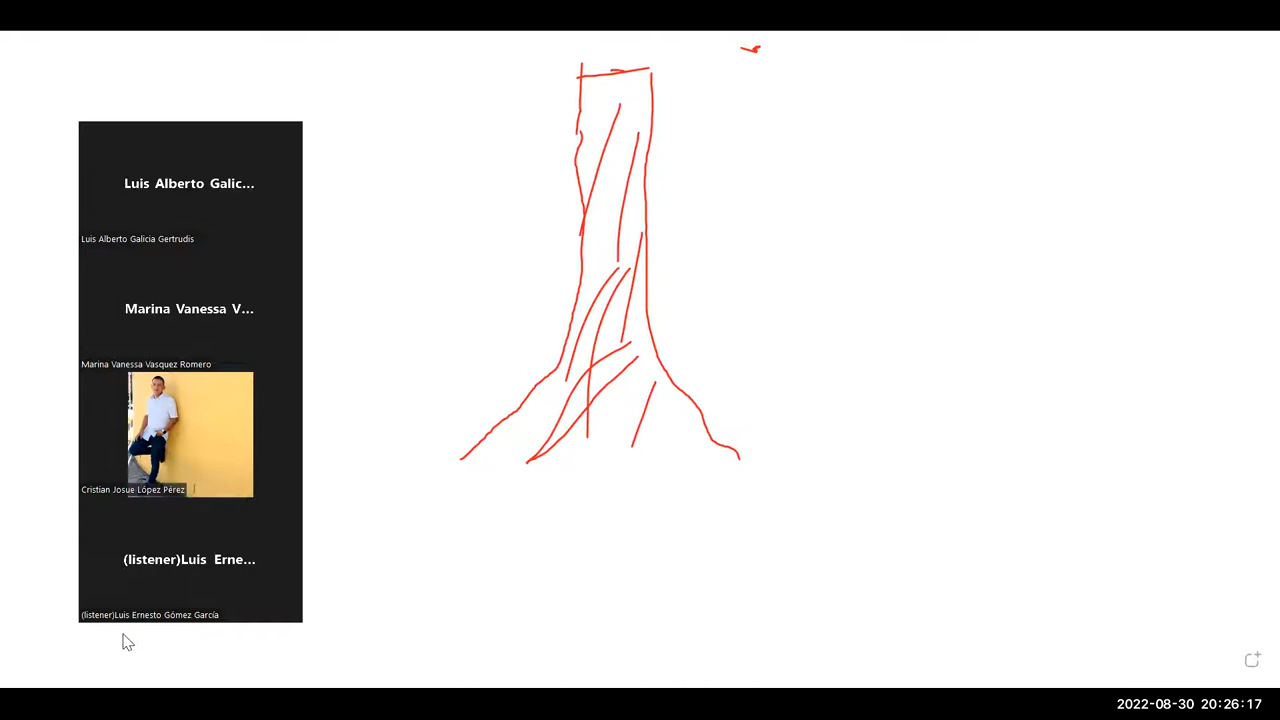 Luis Alberto Galic...
Luis Alberto Galicia Gertrudis
Marina Vanessa V...
Marina Vanessa Vasquez Romero
Cristian Josue López Pérez
(listener)Luis Erne...
(listener)Luis Ernesto Gómez García
2022-08-30 20:26:17